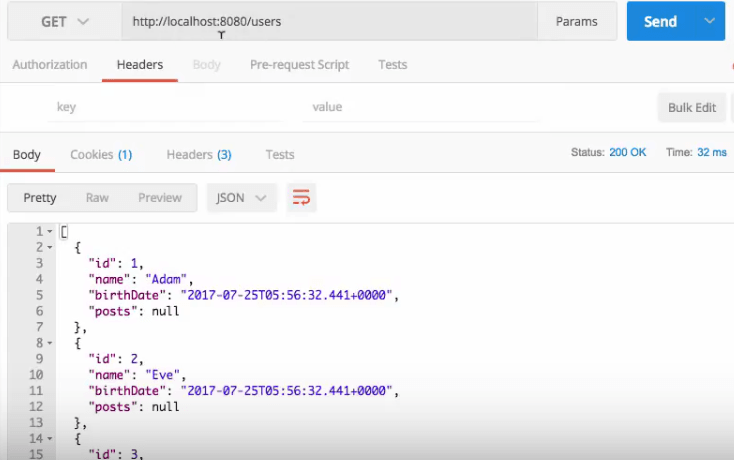 GET http://localhost:8080/users Params Send
Authorization Headers Body Pre-request Script Tests
key value Bulk Edit
Body Cookies (1) Headers (3) Tests Status: 200 OK Time: 32 ms
Pretty Raw Preview JSON
1 [
2 {
3 "id": 1,
4 "name": "Adam",
5 "birthDate": "2017-07-25T05:56:32.441+0000",
6 "posts": null
7 },
8 {
9 "id": 2,
10 "name": "Eve",
11 "birthDate": "2017-07-25T05:56:32.441+0000",
12 "posts": null
13 },
14 {
15 "id": 3,